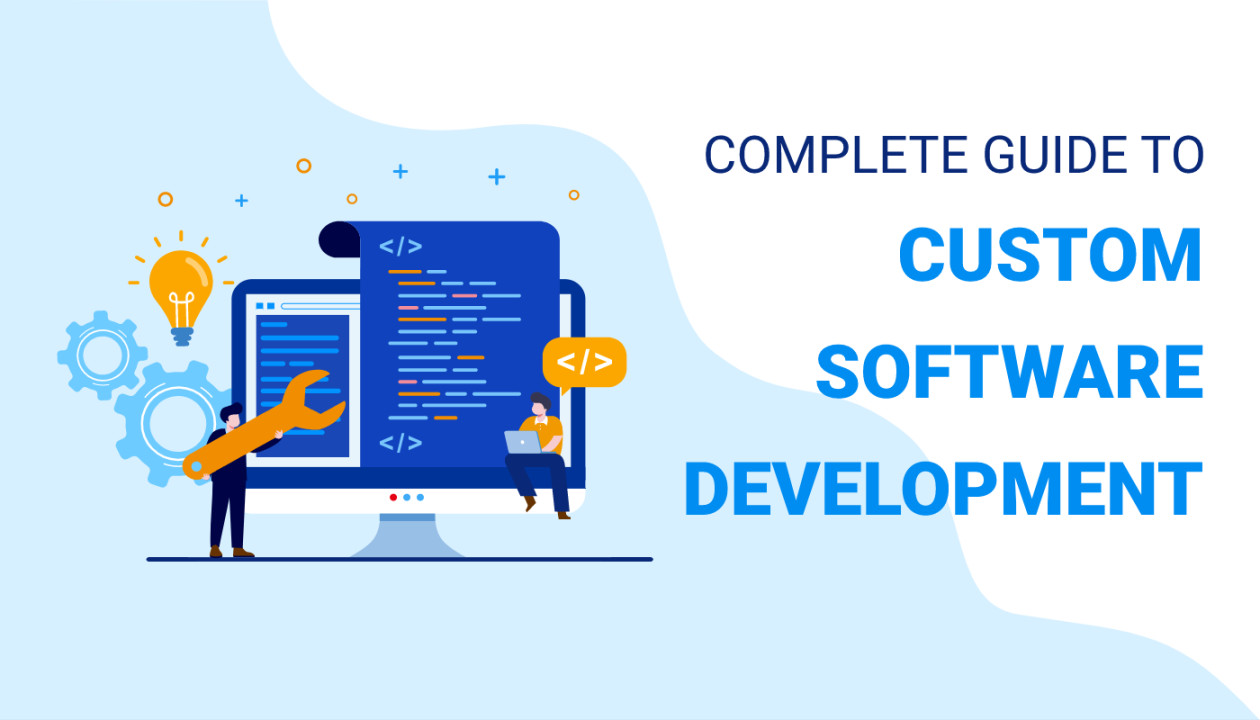 COMPLETE GUIDE TO
CUSTOM
SOFTWARE
DEVELOPMENT
</>
</>
</>